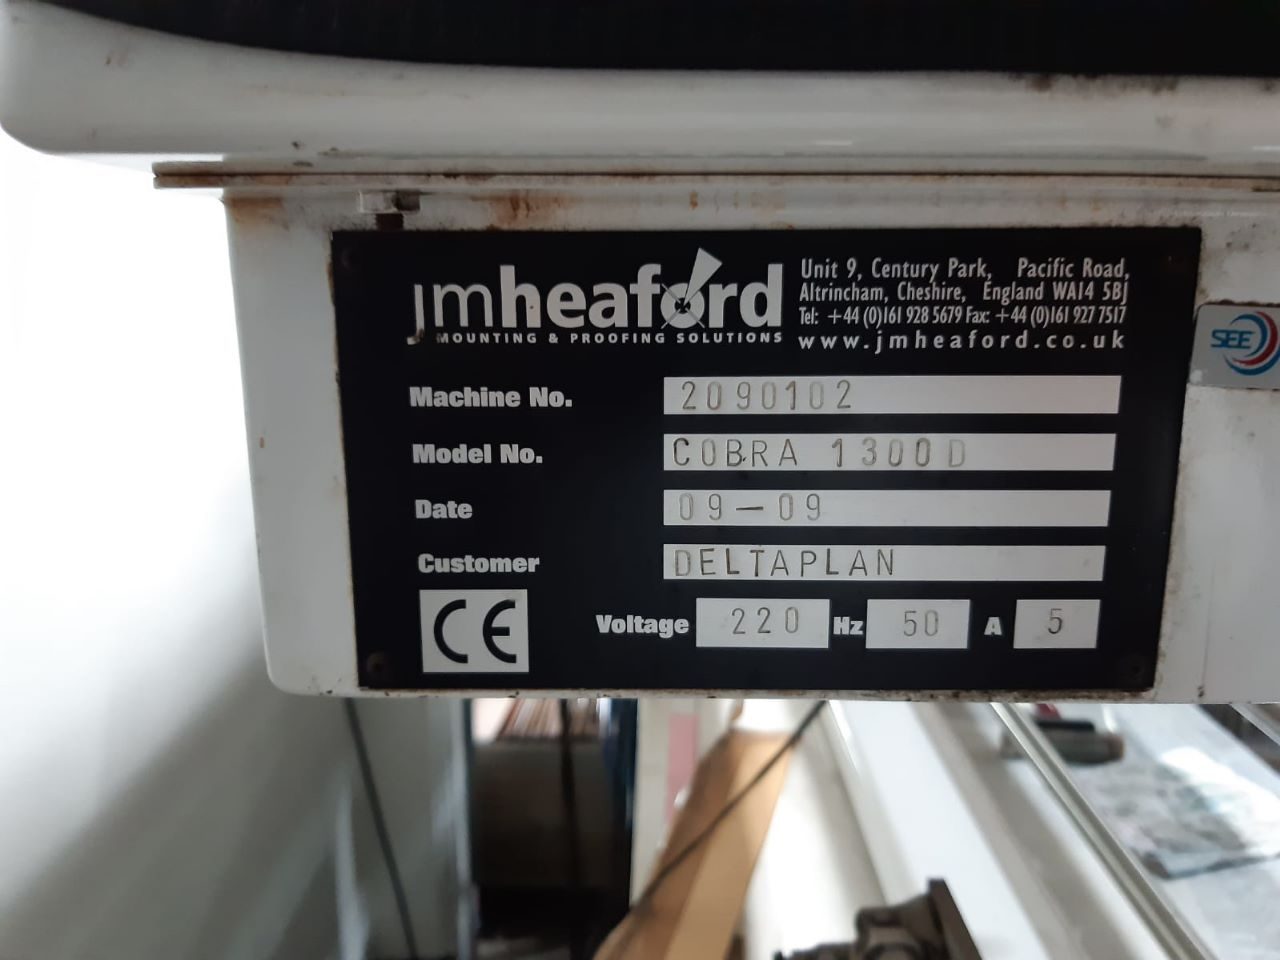 jmheaford
MOUNTING & PROOFING SOLUTIONS
Unit 9, Century Park, Pacific Road,
Altrincham, Cheshire, England WA14 5BJ
Tel: +44 (0)161 928 5679 Fax: +44 (0)161 927 7517
www.jmheaford.co.uk
Machine No. 2090102
Model No. COBRA 1300D
Date 09-09
Customer DELTAPLAN
CE Voltage 220 Hz 50 A 5
SEE